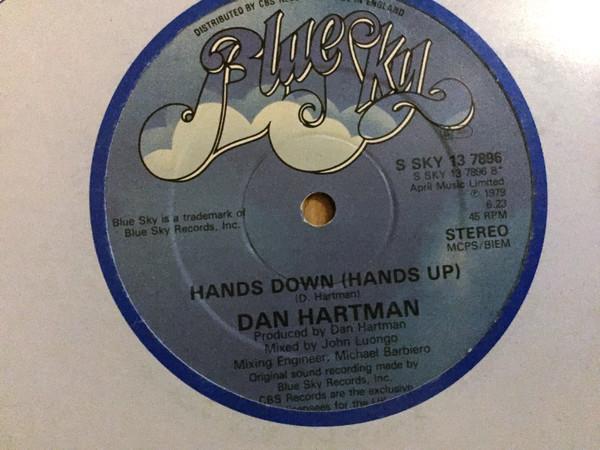 DISTRIBUTED BY CBS IN ENGLAND
Blue Sky
S SKY 13 7896
S SKY 13 7896 B*
April Music Limited
℗ 1979
6.23
45 RPM
STEREO
MCPS/BIEM
Blue Sky is a trademark of
Blue Sky Records, Inc.
HANDS DOWN (HANDS UP)
(D. Hartman)
DAN HARTMAN
Produced by Dan Hartman
Mixed by John Luongo
Mixing Engineer, Michael Barbiero
Original sound recording made by
Blue Sky Records, Inc.
CBS Records are the exclusive
for the